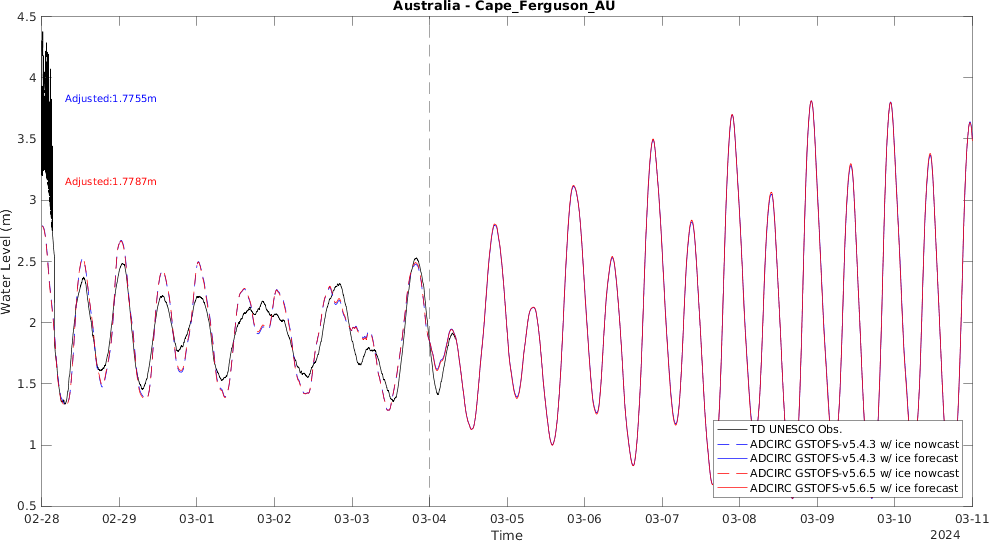 Australia - Cape_Ferguson_AU
4.5
4
3.5
3
2.5
2
1.5
1
0.5
Water Level (m)
Adjusted:1.7755m
Adjusted:1.7787m
TD UNESCO Obs.
ADCIRC GSTOFS-v5.4.3 w/ ice nowcast
ADCIRC GSTOFS-v5.4.3 w/ ice forecast
ADCIRC GSTOFS-v5.6.5 w/ ice nowcast
ADCIRC GSTOFS-v5.6.5 w/ ice forecast
02-28 02-29 03-01 03-02 03-03 03-04 03-05 03-06 03-07 03-08 03-09 03-10 03-11
Time
2024